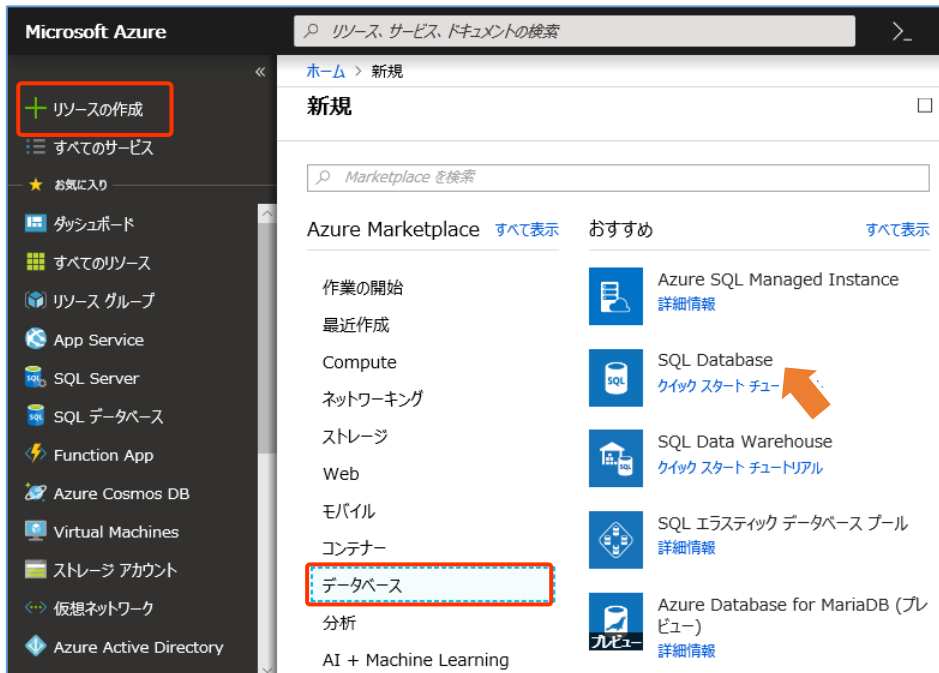 Microsoft Azure
リソース、サービス、ドキュメントの検索
>_
«
リソースの作成
すべてのサービス
お気に入り
ダッシュボード
すべてのリソース
リソース グループ
App Service
SQL Server
SQL データベース
Function App
Azure Cosmos DB
Virtual Machines
ストレージ アカウント
仮想ネットワーク
Azure Active Directory
ホーム > 新規
新規
Marketplace を検索
Azure Marketplace すべて表示
作業の開始
最近作成
Compute
ネットワーキング
ストレージ
Web
モバイル
コンテナー
データベース
分析
AI + Machine Learning
おすすめ すべて表示
Azure SQL Managed Instance
詳細情報
SQL
SQL Database
クイック スタート チュー
SQL
SQL Data Warehouse
クイック スタート チュートリアル
SQL エラスティック データベース プール
詳細情報
プレビュー
Azure Database for MariaDB (プレ
ビュー)
詳細情報